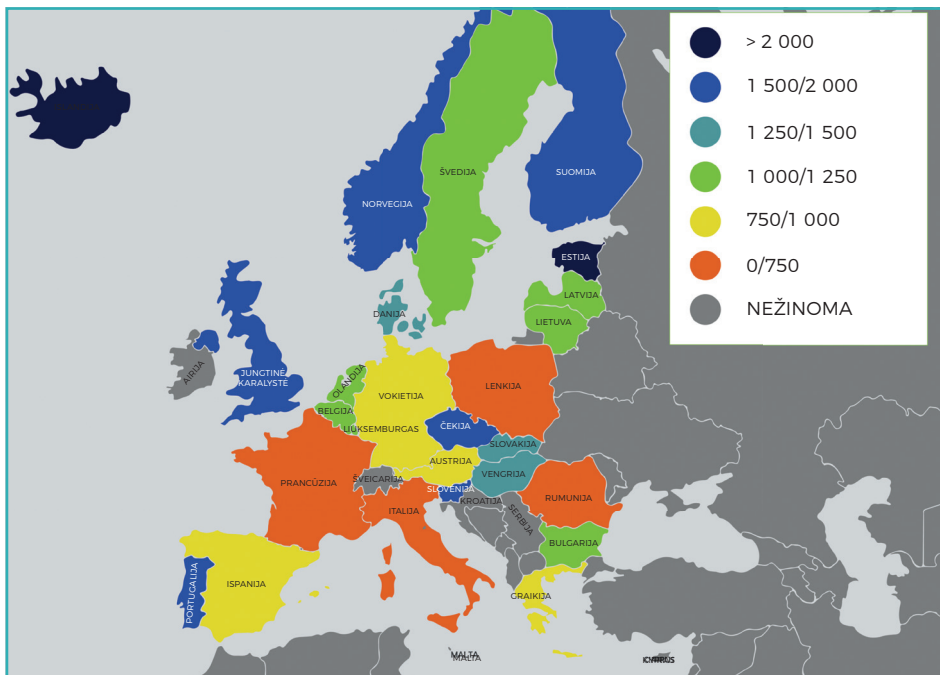 > 2 000
1 500/2 000
1 250/1 500
1 000/1 250
750/1 000
0/750
NEŽINOMA
ŠVEDIJA
SUOMIJA
NORVEGIJA
ESTIJA
LATVIJA
LIETUVA
DANIJA
AIRIJA
JUNGTINĖ
KARALYSTĖ
OLANDIJA
BELGIJA
LIUKSEMBURGAS
VOKIETIJA
LENKIJA
ČEKIJA
SLOVAKIJA
AUSTRIJA
VENGRIJA
PRANCŪZIJA
ŠVEICARIJA
SLOVENIJA
KROATIJA
SERBIJA
RUMUNIJA
ITALIJA
BULGARIJA
PORTUGALIJA
ISPANIJA
GRAIKIJA
MALTA
MALTA